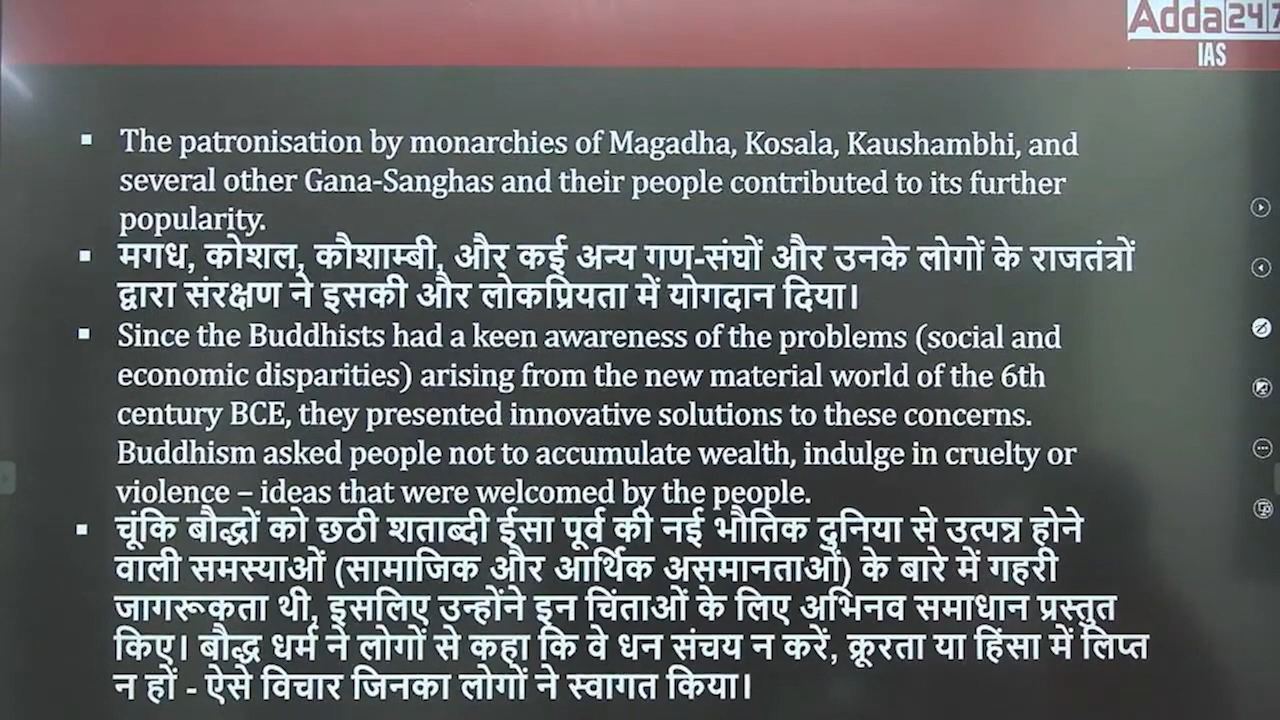 Adda247
IAS
▪ The patronisation by monarchies of Magadha, Kosala, Kaushambhi, and
several other Gana-Sanghas and their people contributed to its further
popularity.
▪ मगध, कोशल, कौशाम्बी, और कई अन्य गण-संघों और उनके लोगों के राजतंत्रों
द्वारा संरक्षण ने इसकी और लोकप्रियता में योगदान दिया।
▪ Since the Buddhists had a keen awareness of the problems (social and
economic disparities) arising from the new material world of the 6th
century BCE, they presented innovative solutions to these concerns.
Buddhism asked people not to accumulate wealth, indulge in cruelty or
violence – ideas that were welcomed by the people.
▪ चूंकि बौद्धों को छठी शताब्दी ईसा पूर्व की नई भौतिक दुनिया से उत्पन्न होने
वाली समस्याओं (सामाजिक और आर्थिक असमानताओं) के बारे में गहरी
जागरूकता थी, इसलिए उन्होंने इन चिंताओं के लिए अभिनव समाधान प्रस्तुत
किए। बौद्ध धर्म ने लोगों से कहा कि वे धन संचय न करें, क्रूरता या हिंसा में लिप्त
न हों - ऐसे विचार जिनका लोगों ने स्वागत किया।